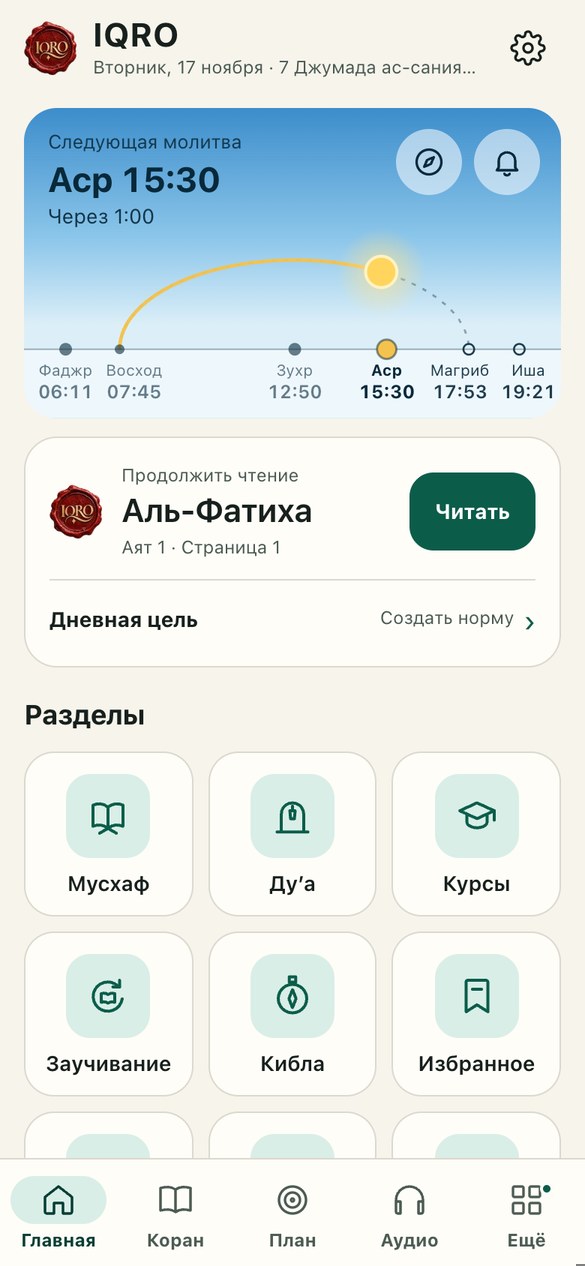 IQRO
IQRO
Вторник, 17 ноября · 7 Джумада ас-сания...
Следующая молитва
Аср 15:30
Через 1:00
Фаджр Восход Зухр Аср Магриб Иша
06:11 07:45 12:50 15:30 17:53 19:21
Продолжить чтение
IQRO
Аль-Фатиха
Читать
Аят 1 · Страница 1
Дневная цель
Создать норму
Разделы
Мусхаф Ду’а Курсы
Заучивание Кибла Избранное
Главная Коран План Аудио Ещё